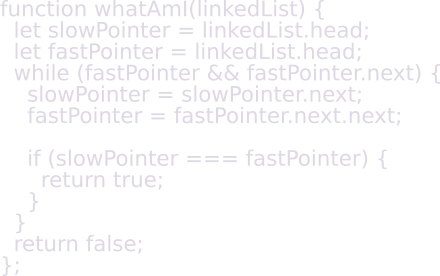 function whatAmI(linkedList) {
let slowPointer = linkedList.head;
let fastPointer = linkedList.head;
while (fastPointer && fastPointer.next) {
slowPointer = slowPointer.next;
fastPointer = fastPointer.next.next;
if (slowPointer === fastPointer) {
return true;
}
}
return false;
};